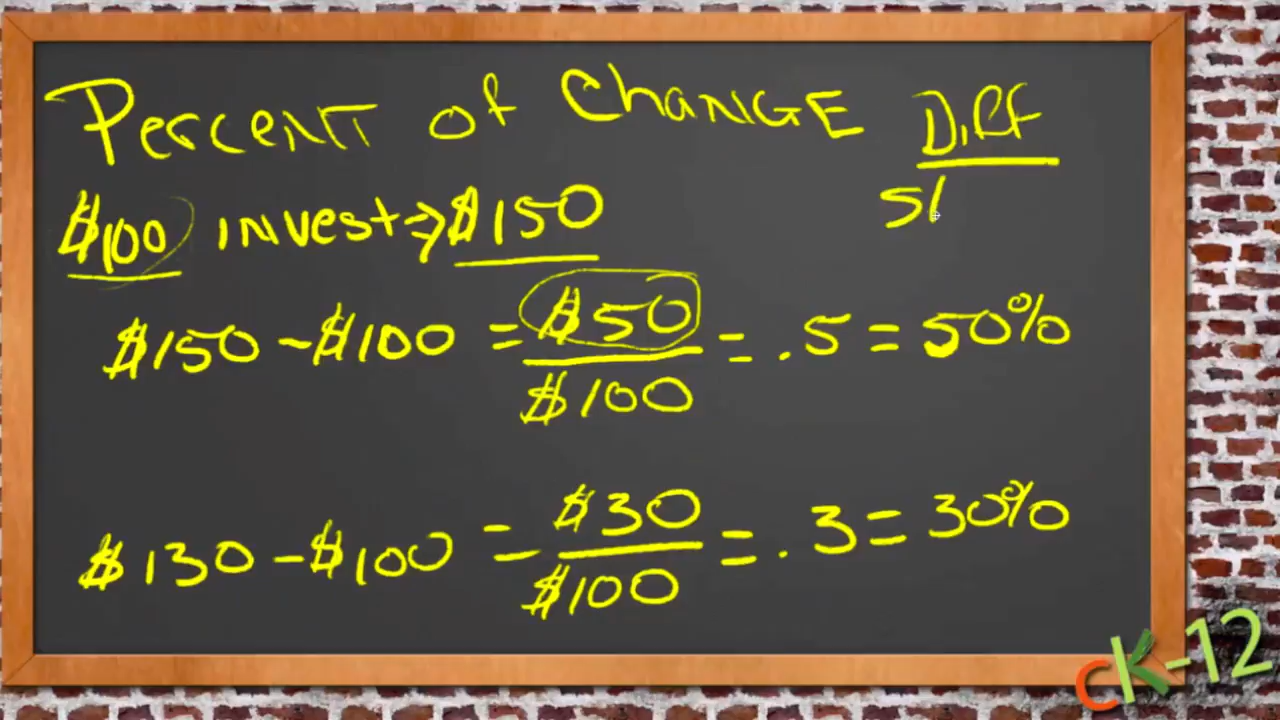 Percent of Change
Diff
St
$100 invest → $150
$150 - $100 = $50 / $100 = .5 = 50%
$130 - $100 = $30 / $100 = .3 = 30%
CK-12